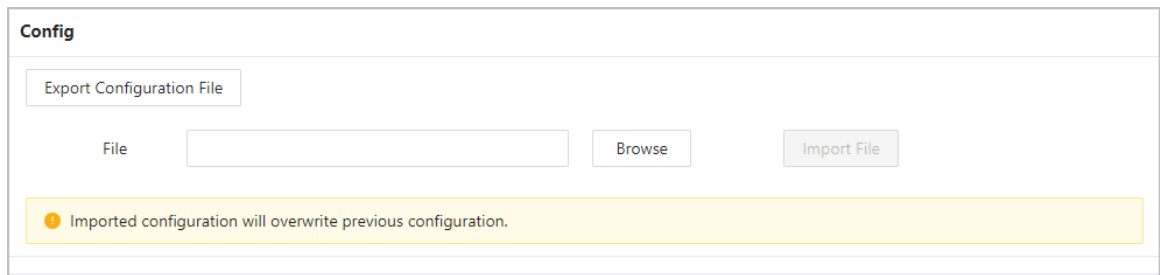 Config
Export Configuration File
File Browse Import File
Imported configuration will overwrite previous configuration.